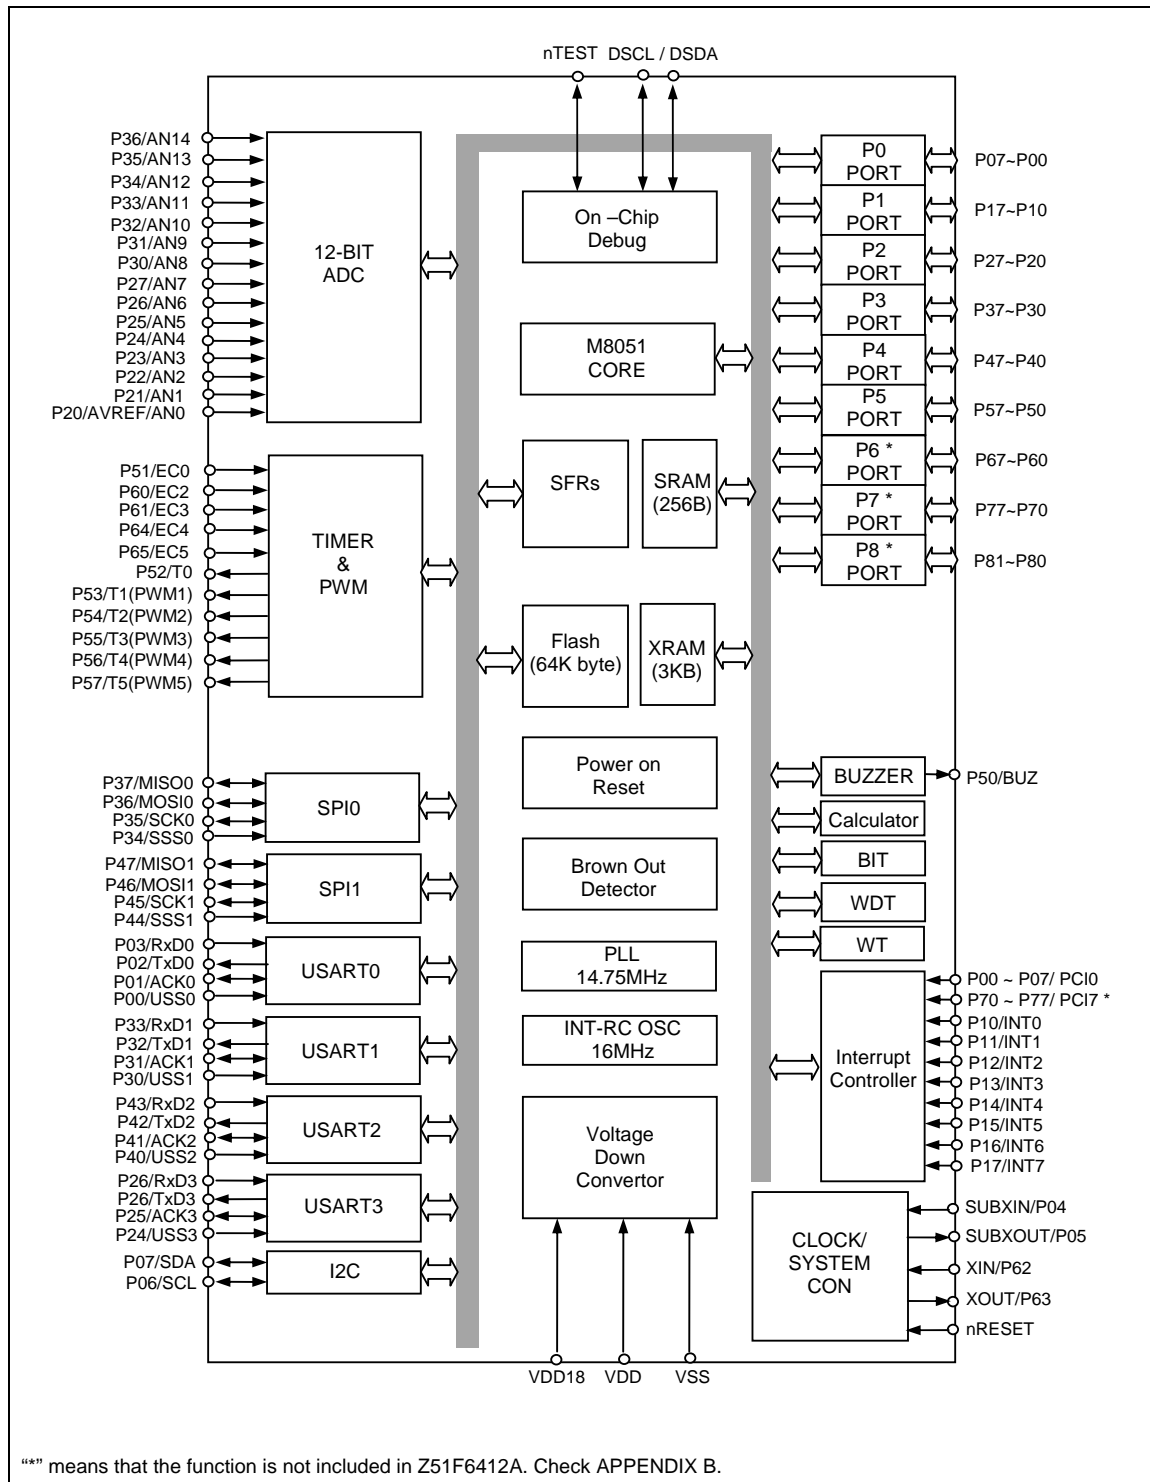 nTEST DSCL / DSDA
P36/AN14
P35/AN13
P34/AN12
P33/AN11
P32/AN10
P31/AN9
P30/AN8
P27/AN7
P26/AN6
P25/AN5
P24/AN4
P23/AN3
P22/AN2
P21/AN1
P20/AVREF/AN0
12-BIT
ADC
P51/EC0
P60/EC2
P61/EC3
P64/EC4
P65/EC5
P52/T0
P53/T1(PWM1)
P54/T2(PWM2)
P55/T3(PWM3)
P56/T4(PWM4)
P57/T5(PWM5)
TIMER
&
PWM
P37/MISO0
P36/MOSI0
P35/SCK0
P34/SSS0
SPI0
P47/MISO1
P46/MOSI1
P45/SCK1
P44/SSS1
SPI1
P03/RxD0
P02/TxD0
P01/ACK0
P00/USS0
USART0
P33/RxD1
P32/TxD1
P31/ACK1
P30/USS1
USART1
P43/RxD2
P42/TxD2
P41/ACK2
P40/USS2
USART2
P26/RxD3
P26/TxD3
P25/ACK3
P24/USS3
USART3
P07/SDA
P06/SCL
I2C
On –Chip
Debug
M8051
CORE
SFRs
SRAM
(256B)
Flash
(64K byte)
XRAM
(3KB)
Power on
Reset
Brown Out
Detector
PLL
14.75MHz
INT-RC OSC
16MHz
Voltage
Down
Convertor
VDD18 VDD VSS
P0
PORT
P07~P00
P1
PORT
P17~P10
P2
PORT
P27~P20
P3
PORT
P37~P30
P4
PORT
P47~P40
P5
PORT
P57~P50
P6 *
PORT
P67~P60
P7 *
PORT
P77~P70
P8 *
PORT
P81~P80
BUZZER
P50/BUZ
Calculator
BIT
WDT
WT
Interrupt
Controller
P00 ~ P07/ PCI0
P70 ~ P77/ PCI7 *
P10/INT0
P11/INT1
P12/INT2
P13/INT3
P14/INT4
P15/INT5
P16/INT6
P17/INT7
CLOCK/
SYSTEM
CON
SUBXIN/P04
SUBXOUT/P05
XIN/P62
XOUT/P63
nRESET
“*” means that the function is not included in Z51F6412A. Check APPENDIX B.